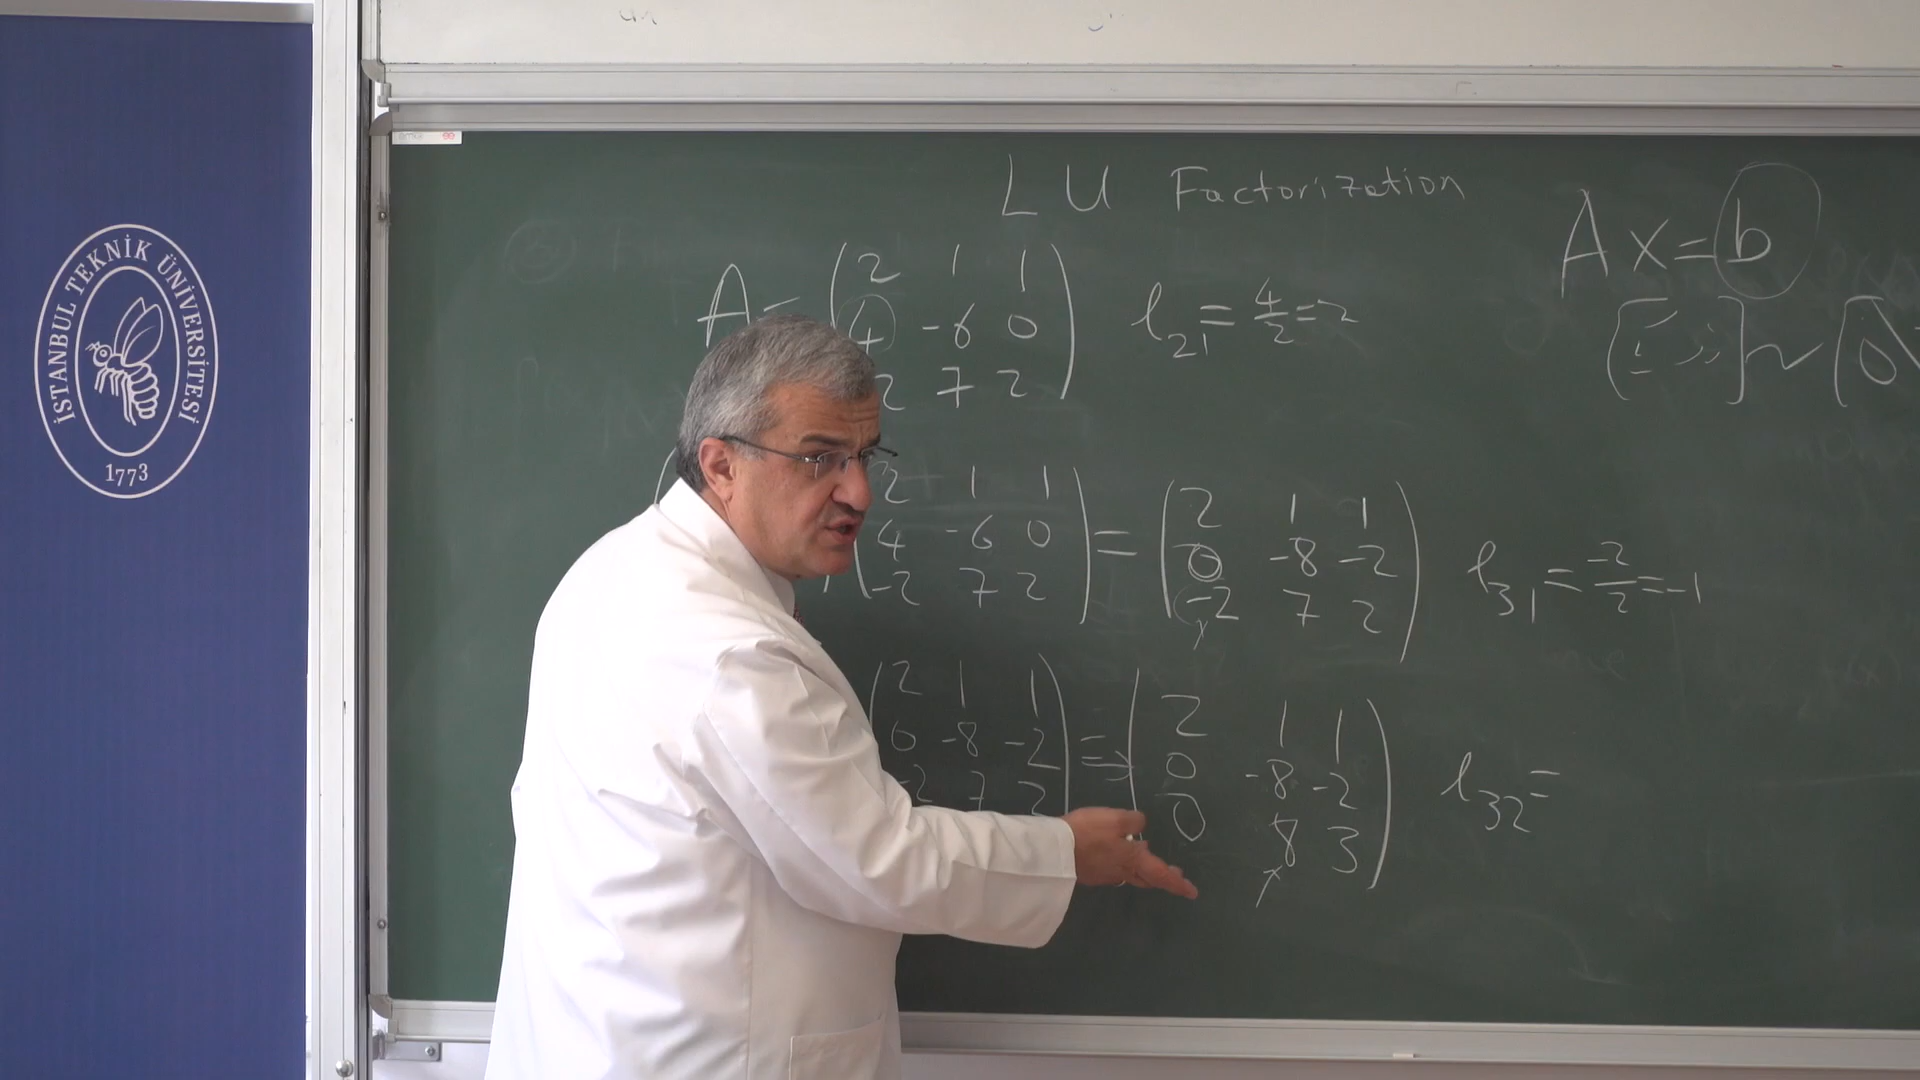 İSTANBUL TEKNİK ÜNİVERSİTESİ
1773
LU Factorization
Ax = b
A = ( 2 1 1
4 -6 0
2 7 2 )
l21 = 4/2 = 2
( 2 1 1
4 -6 0
-2 7 2 )
= ( 2 1 1
0 -8 -2
-2 7 2 )
l31 = -2/2 = -1
( 2 1 1
0 -8 -2
-2 7 2 )
=> ( 2 1 1
0 -8 -2
0 8 3 )
l32 =